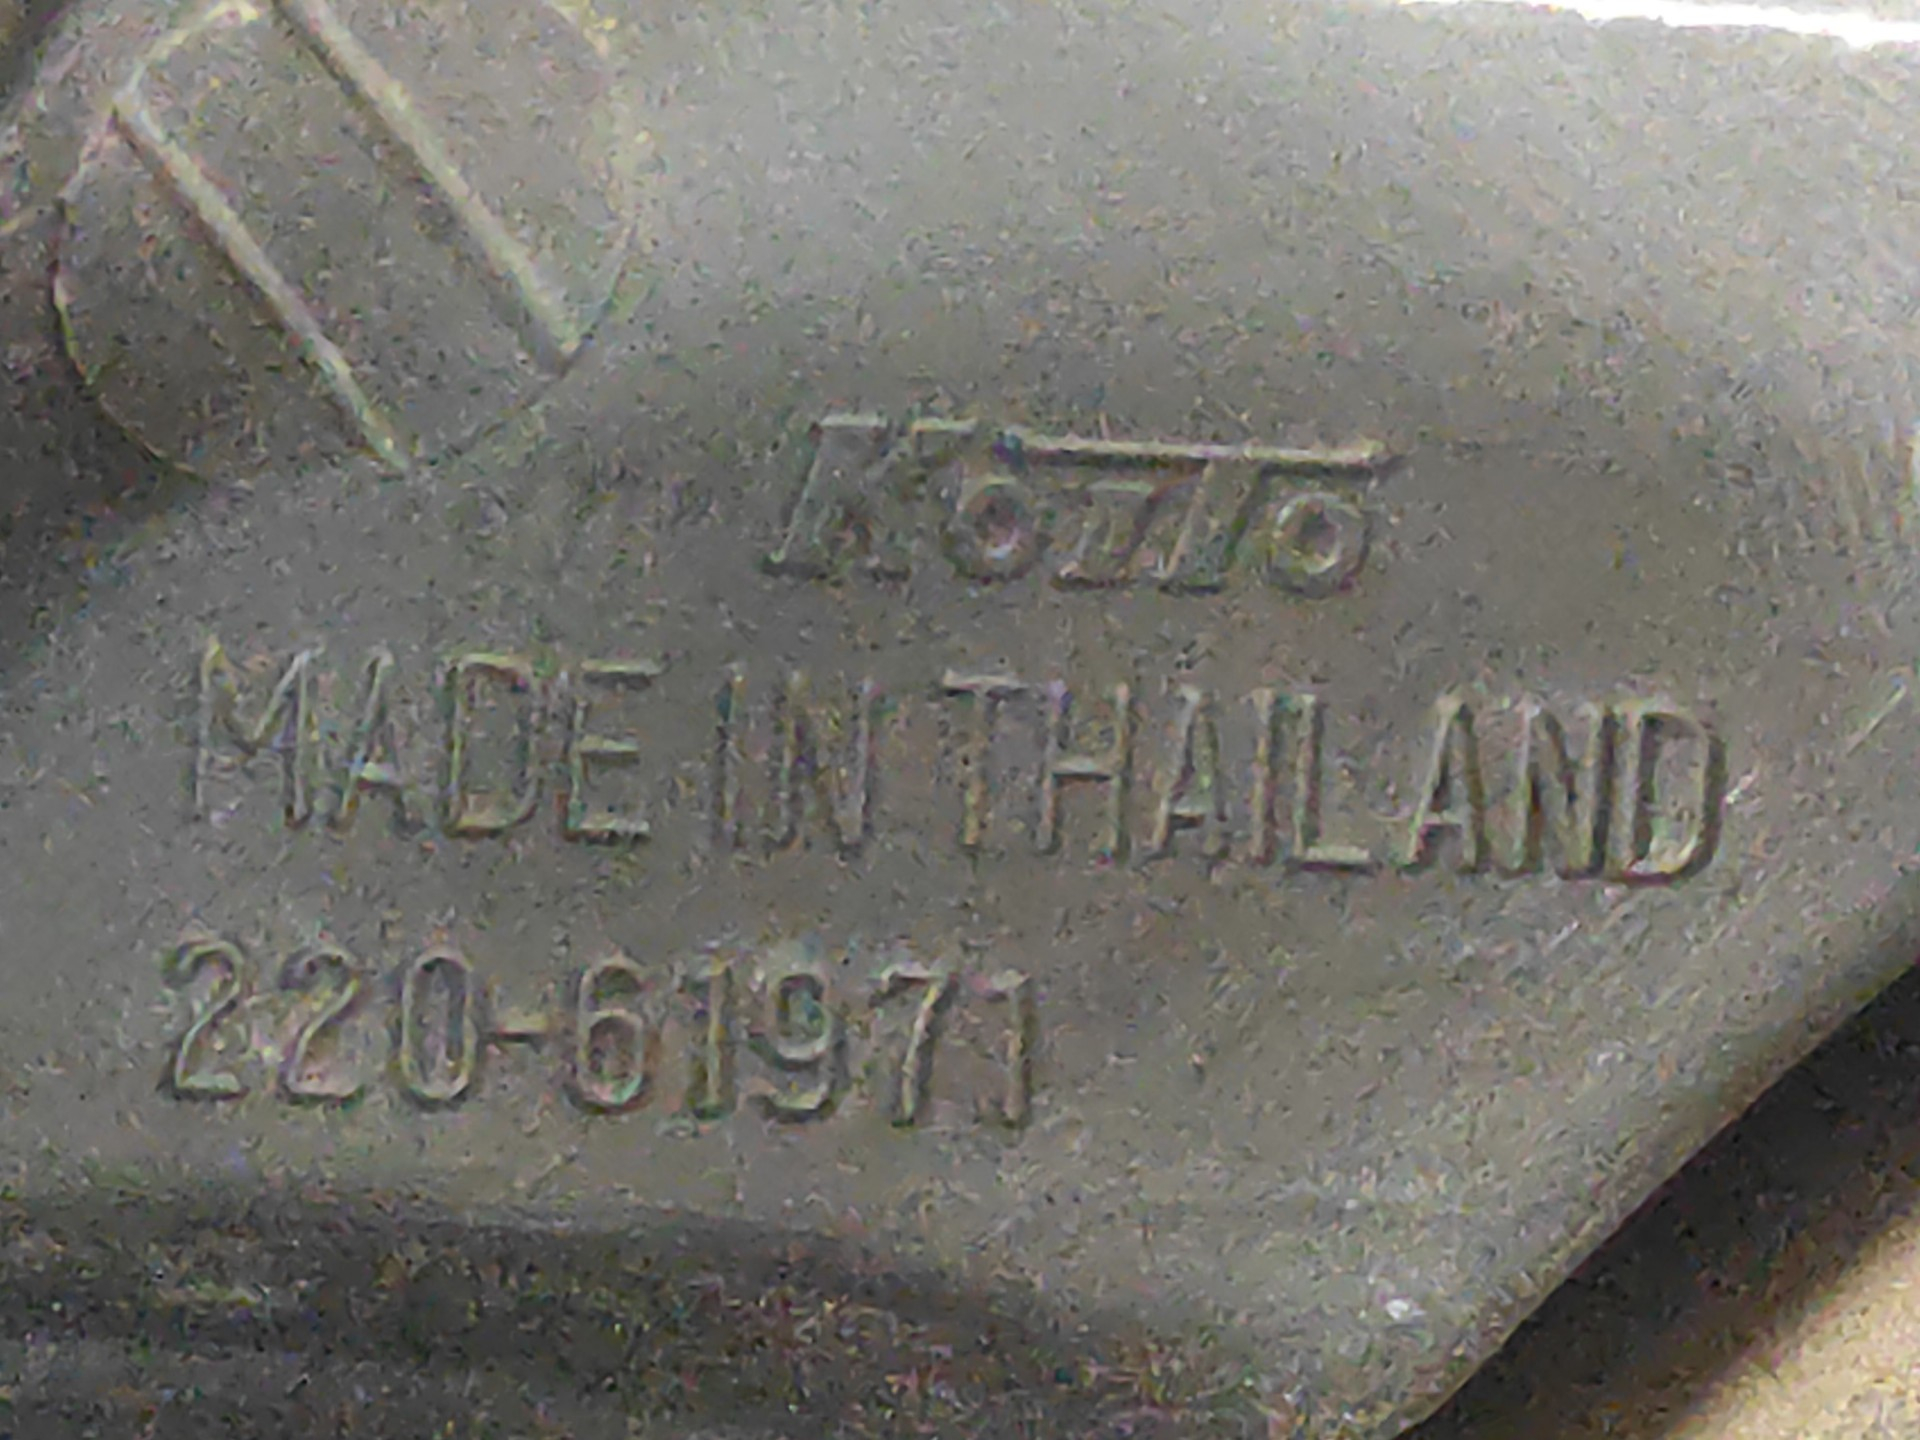 KoiTo
MADE IN THAILAND
220-61971